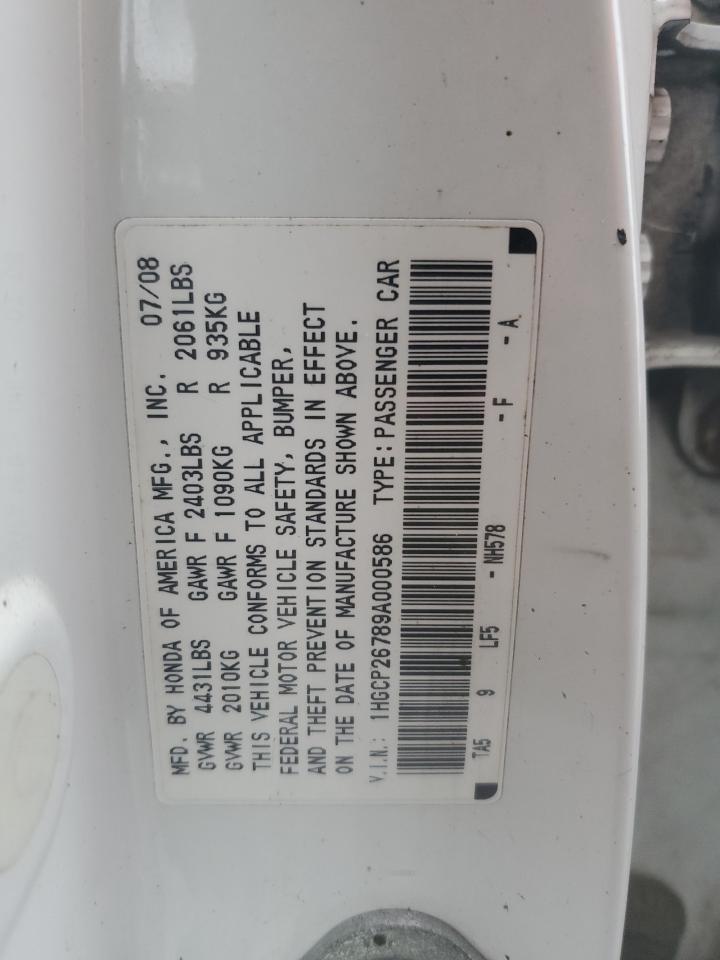 MFD. BY HONDA OF AMERICA MFG., INC. 07/08
GVWR 4431LBS GAWR F 2403LBS R 2061LBS
GVWR 2010KG GAWR F 1090KG R 935KG
THIS VEHICLE CONFORMS TO ALL APPLICABLE
FEDERAL MOTOR VEHICLE SAFETY, BUMPER,
AND THEFT PREVENTION STANDARDS IN EFFECT
ON THE DATE OF MANUFACTURE SHOWN ABOVE.
V.I.N.: 1HGCP26789A000586 TYPE: PASSENGER CAR
TA5 9 LF5 - NH578 - F - A